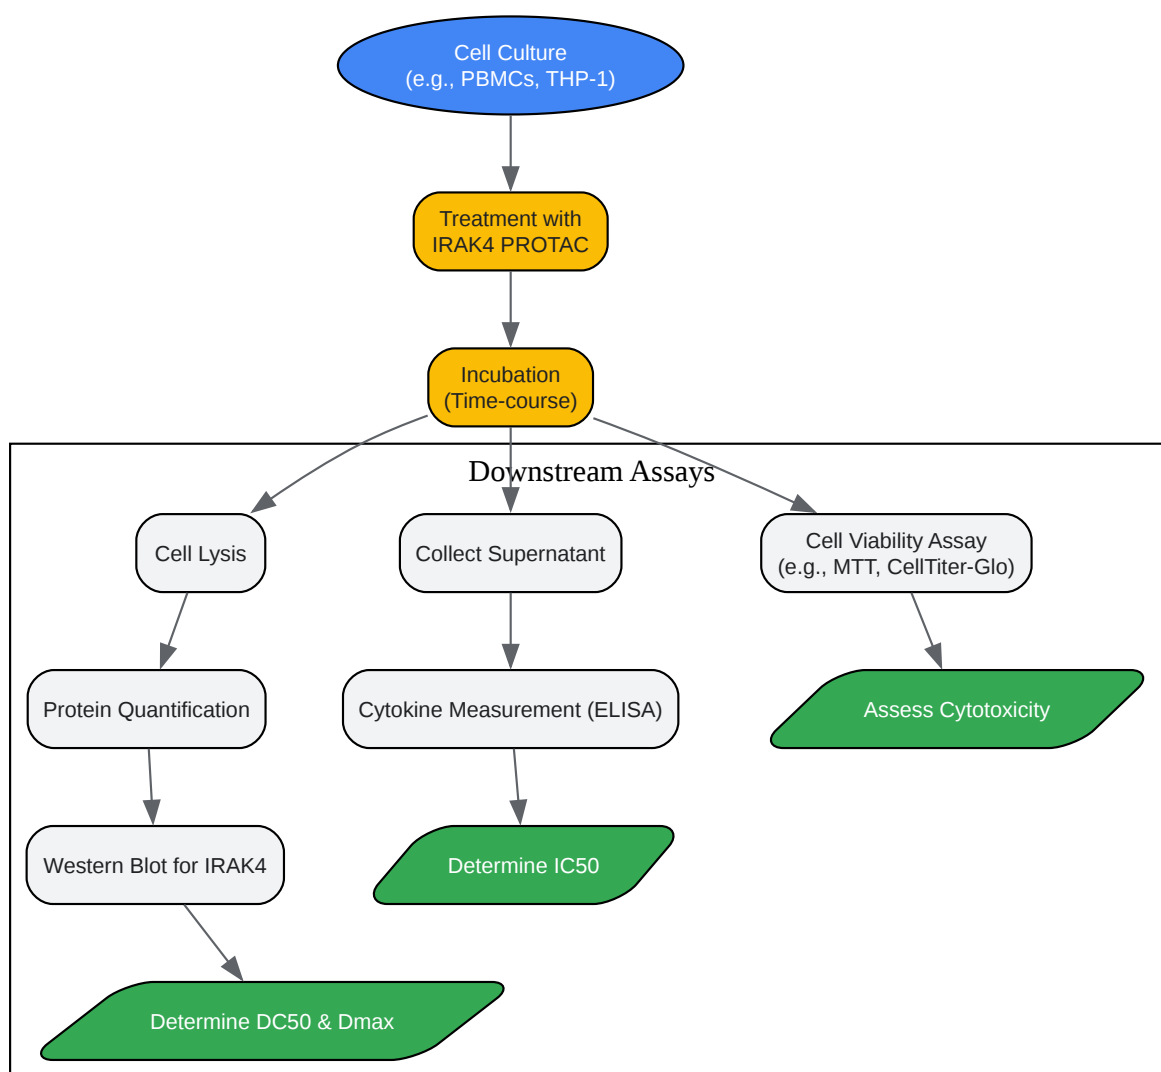 Cell Culture
(e.g., PBMCs, THP-1)
Treatment with
IRAK4 PROTAC
Incubation
(Time-course)
Downstream Assays
Cell Lysis
Collect Supernatant
Cell Viability Assay
(e.g., MTT, CellTiter-Glo)
Protein Quantification
Cytokine Measurement (ELISA)
Assess Cytotoxicity
Western Blot for IRAK4
Determine IC50
Determine DC50 & Dmax